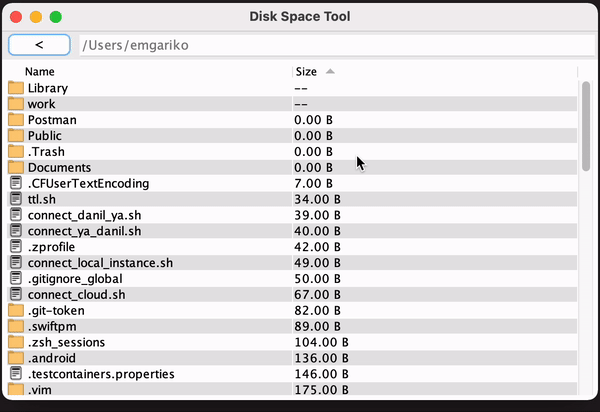 Disk Space Tool
< /Users/emgariko
Name Size
Library --
work --
Postman 0.00 B
Public 0.00 B
.Trash 0.00 B
Documents 0.00 B
.CFUserTextEncoding 7.00 B
ttl.sh 34.00 B
connect_danil_ya.sh 39.00 B
connect_ya_danil.sh 40.00 B
.zprofile 42.00 B
connect_local_instance.sh 49.00 B
.gitignore_global 50.00 B
connect_cloud.sh 67.00 B
.git-token 82.00 B
.swiftpm 89.00 B
.zsh_sessions 104.00 B
.android 136.00 B
.testcontainers.properties 146.00 B
.vim 175.00 B